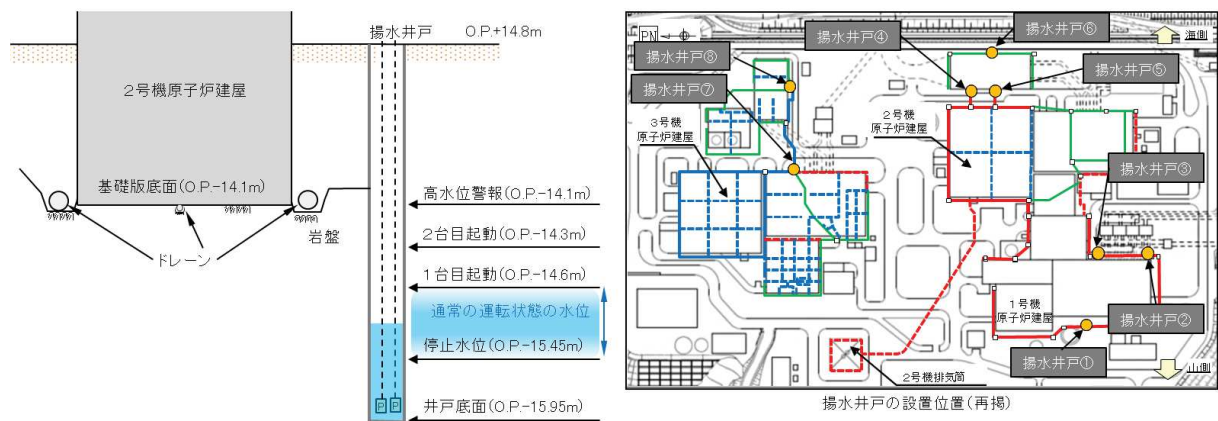 揚水井戸
O.P.+14.8m
2号機原子炉建屋
基礎版底面(O.P.-14.1m)
岩盤
ドレーン
高水位警報(O.P.-14.1m)
2台目起動(O.P.-14.3m)
1台目起動(O.P.-14.6m)
通常の運転状態の水位
停止水位(O.P.-15.45m)
P P
井戸底面(O.P.-15.95m)
PN
揚水井戸④
揚水井戸⑥
海側
揚水井戸⑧
揚水井戸⑤
揚水井戸⑦
3号機
原子炉建屋
2号機
原子炉建屋
揚水井戸③
1号機
原子炉建屋
揚水井戸②
揚水井戸①
山側
2号機排気筒
揚水井戸の設置位置(再掲)